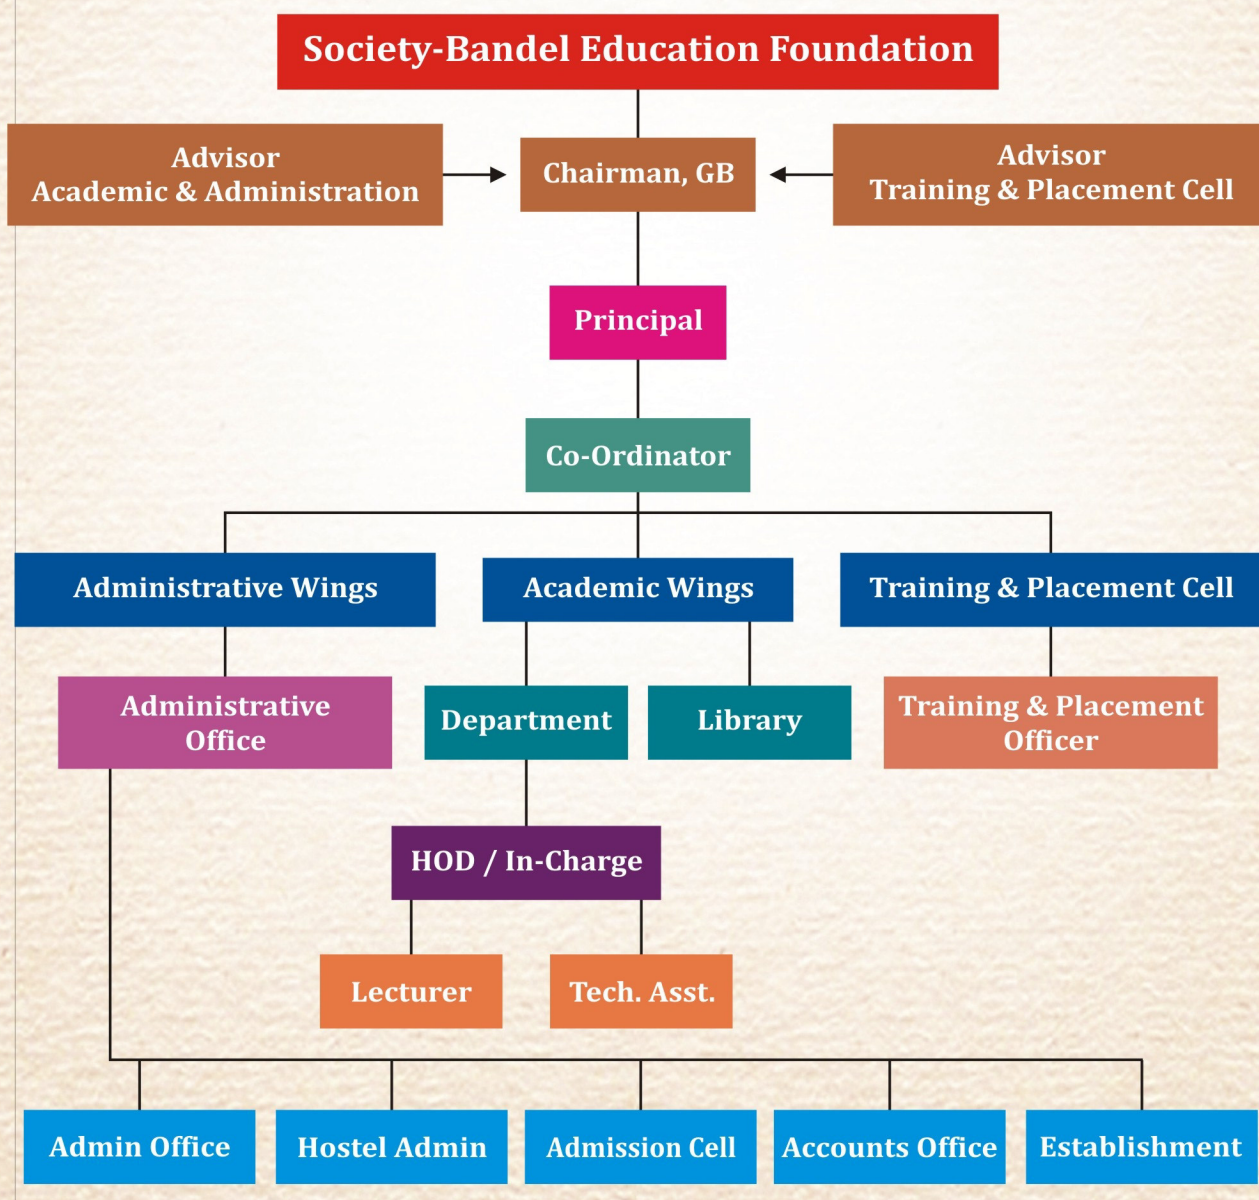 Society-Bandel Education Foundation
Advisor
Academic & Administration
Chairman, GB
Advisor
Training & Placement Cell
Principal
Co-Ordinator
Administrative Wings
Academic Wings
Training & Placement Cell
Administrative
Office
Department
Library
Training & Placement
Officer
HOD / In-Charge
Lecturer
Tech. Asst.
Admin Office
Hostel Admin
Admission Cell
Accounts Office
Establishment